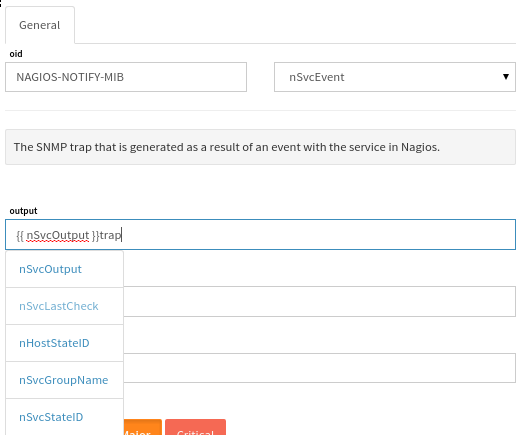 General
oid
NAGIOS-NOTIFY-MIB
nSvcEvent
The SNMP trap that is generated as a result of an event with the service in Nagios.
output
{{ nSvcOutput }}trap
nSvcOutput
nSvcLastCheck
nHostStateID
nSvcGroupName
nSvcStateID
Major Critical